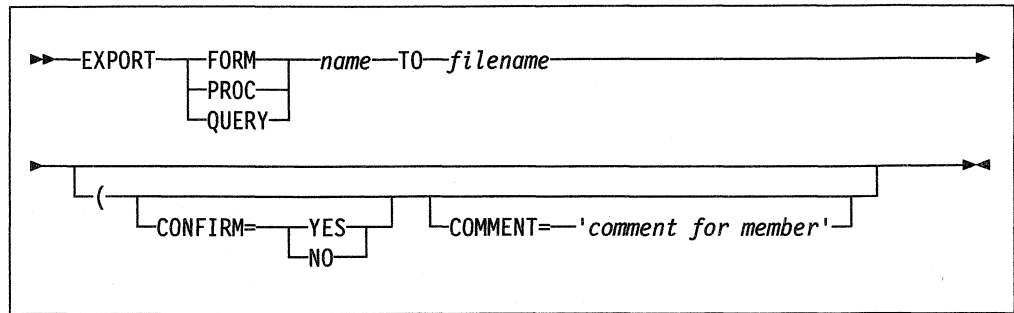 EXPORT FORM name TO filename
PROC
QUERY
(
CONFIRM= YES COMMENT= 'comment for member'
NO